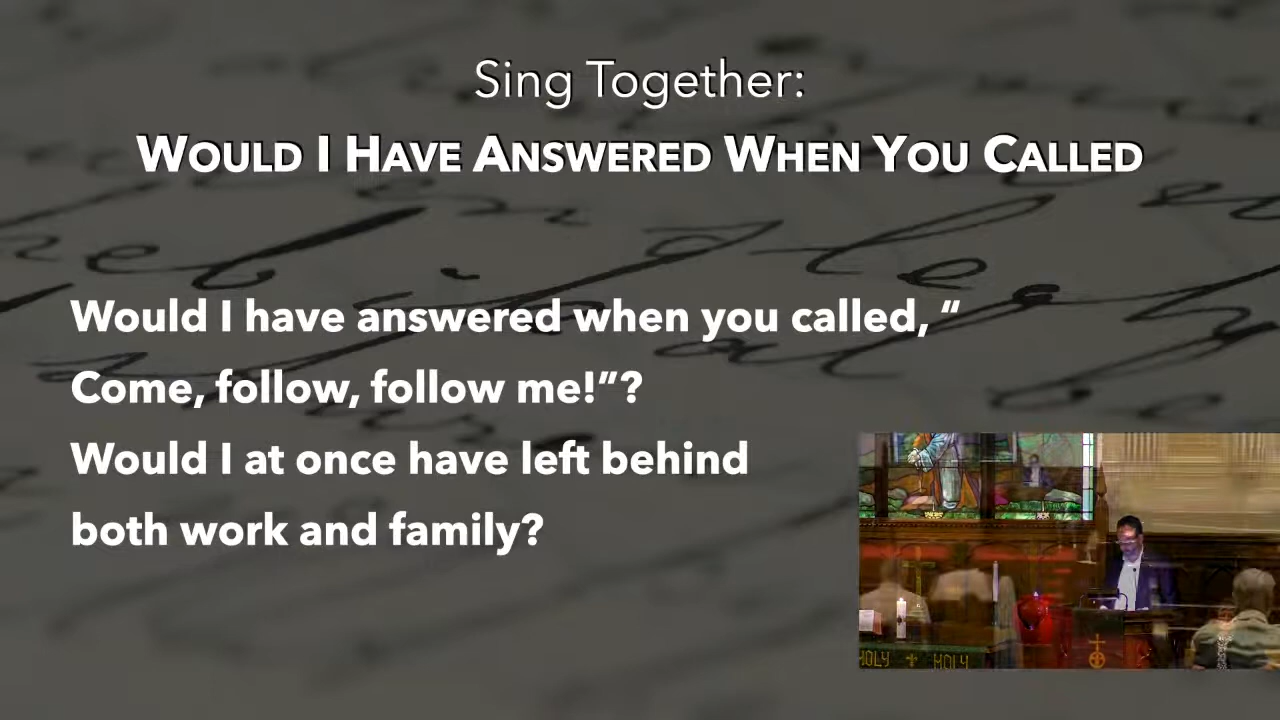 Sing Together:
WOULD I HAVE ANSWERED WHEN YOU CALLED
Would I have answered when you called, “
Come, follow, follow me!”?
Would I at once have left behind
both work and family?
HOLY HOLY